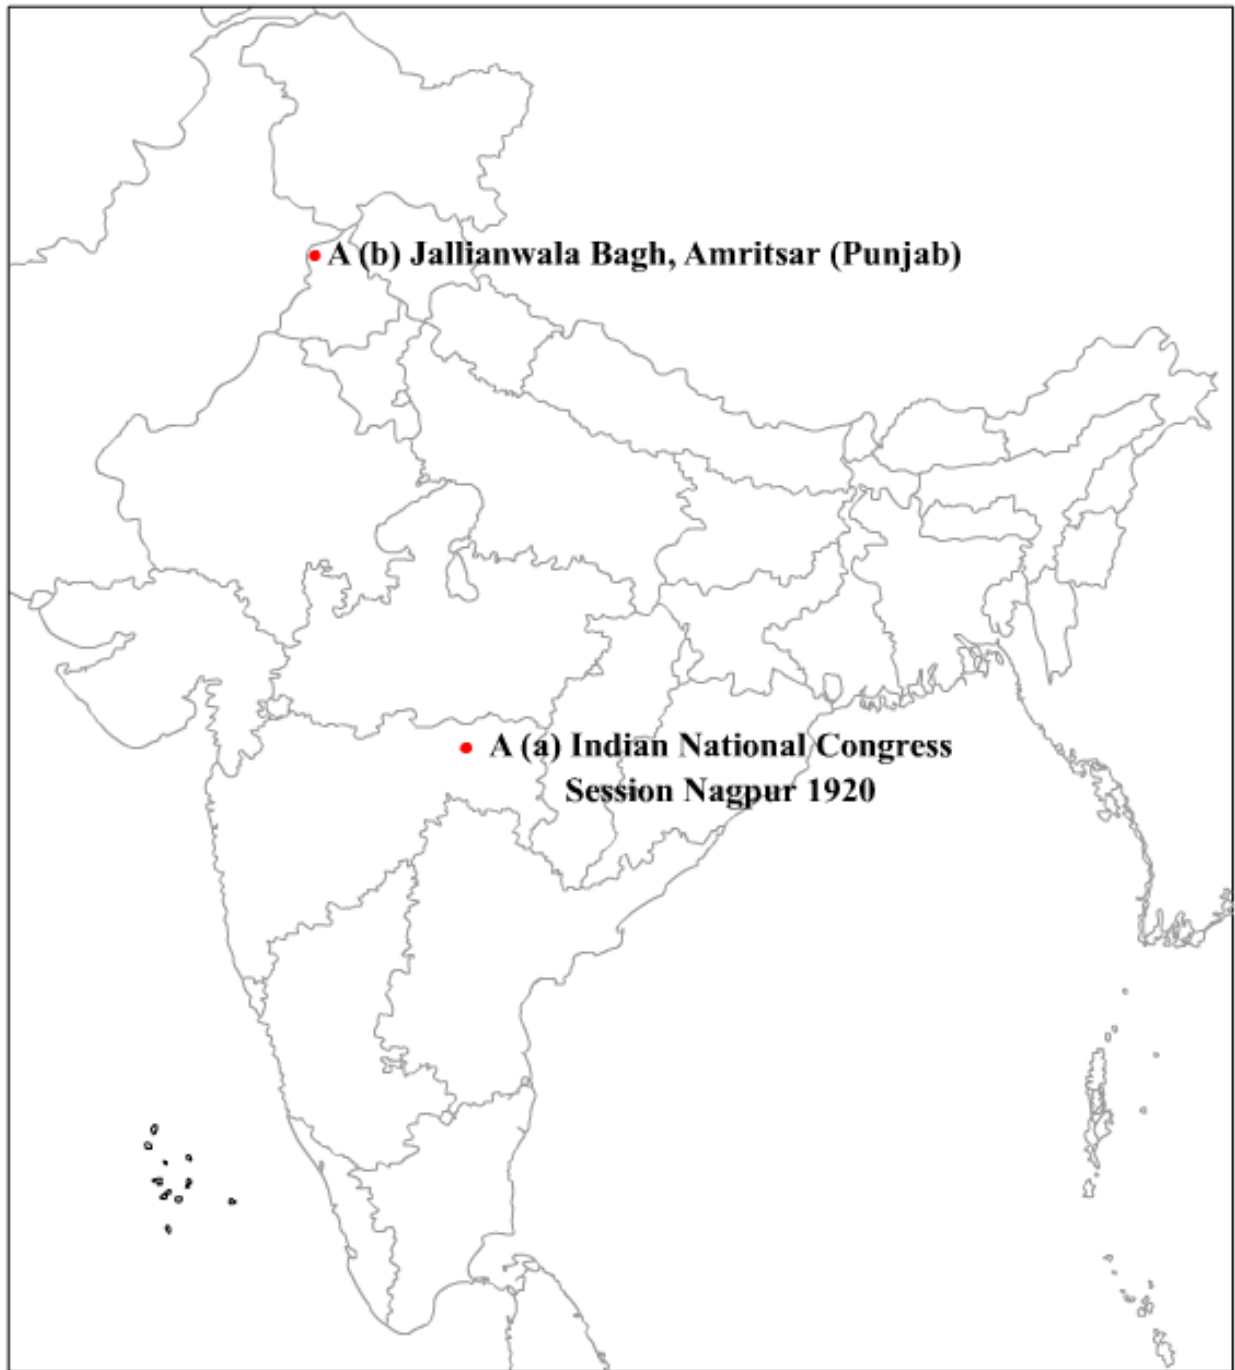 A (b) Jallianwala Bagh, Amritsar (Punjab)
A (a) Indian National Congress
Session Nagpur 1920